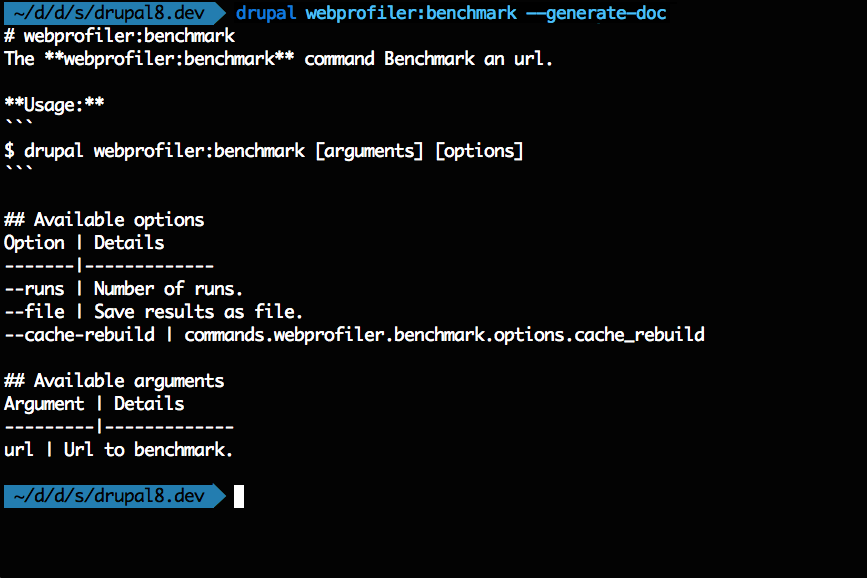 ~/d/d/s/drupal8.dev drupal webprofiler:benchmark --generate-doc
# webprofiler:benchmark
The **webprofiler:benchmark** command Benchmark an url.
**Usage:**
```
$ drupal webprofiler:benchmark [arguments] [options]
```
## Available options
Option | Details
-------|-------------
--runs | Number of runs.
--file | Save results as file.
--cache-rebuild | commands.webprofiler.benchmark.options.cache_rebuild
## Available arguments
Argument | Details
---------|-------------
url | Url to benchmark.
~/d/d/s/drupal8.dev